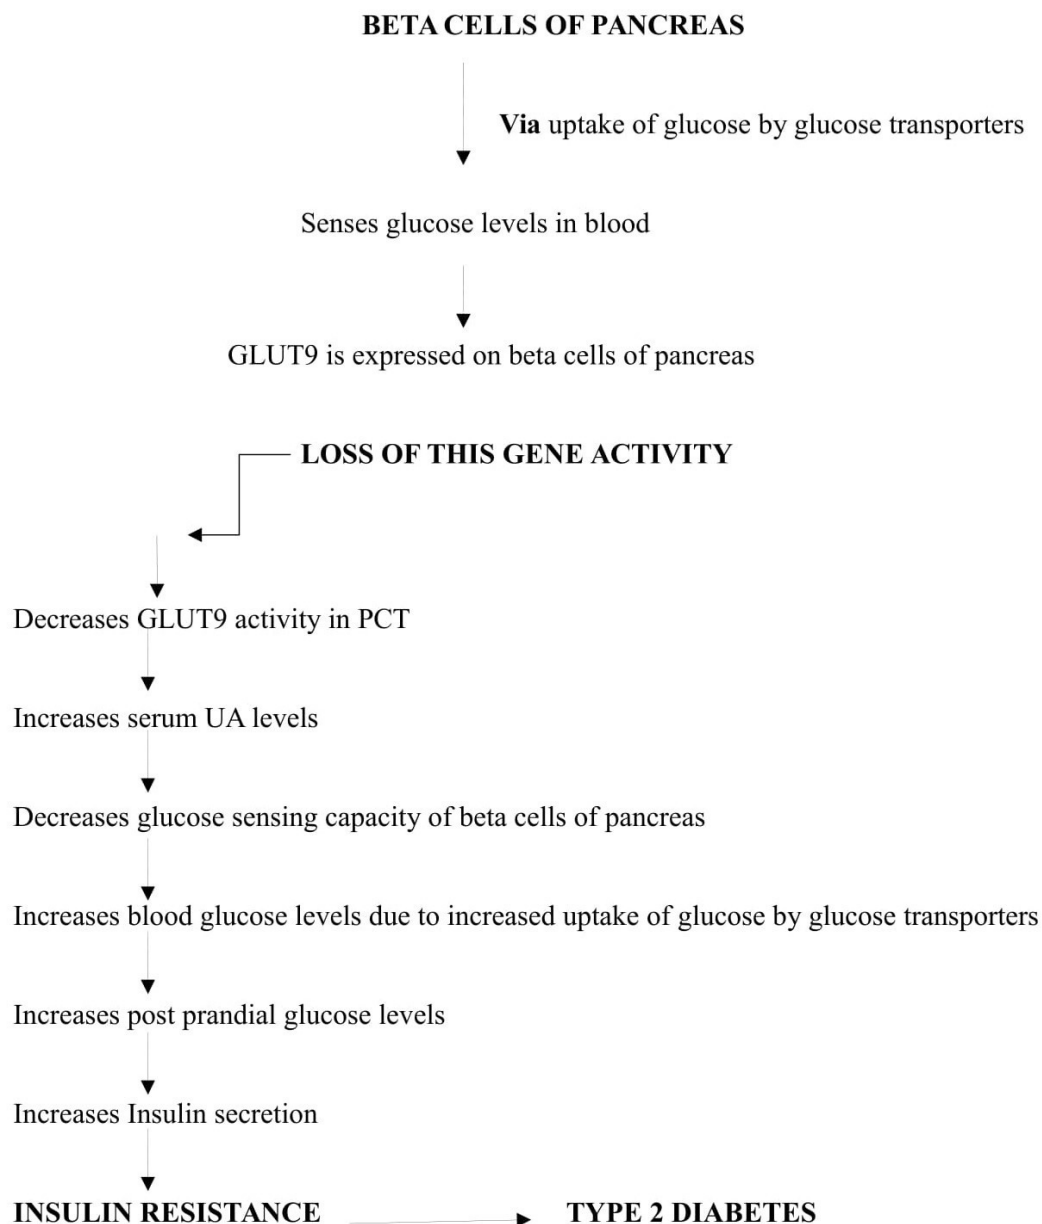 BETA CELLS OF PANCREAS
Via uptake of glucose by glucose transporters
Senses glucose levels in blood
GLUT9 is expressed on beta cells of pancreas
LOSS OF THIS GENE ACTIVITY
Decreases GLUT9 activity in PCT
Increases serum UA levels
Decreases glucose sensing capacity of beta cells of pancreas
Increases blood glucose levels due to increased uptake of glucose by glucose transporters
Increases post prandial glucose levels
Increases Insulin secretion
INSULIN RESISTANCE TYPE 2 DIABETES